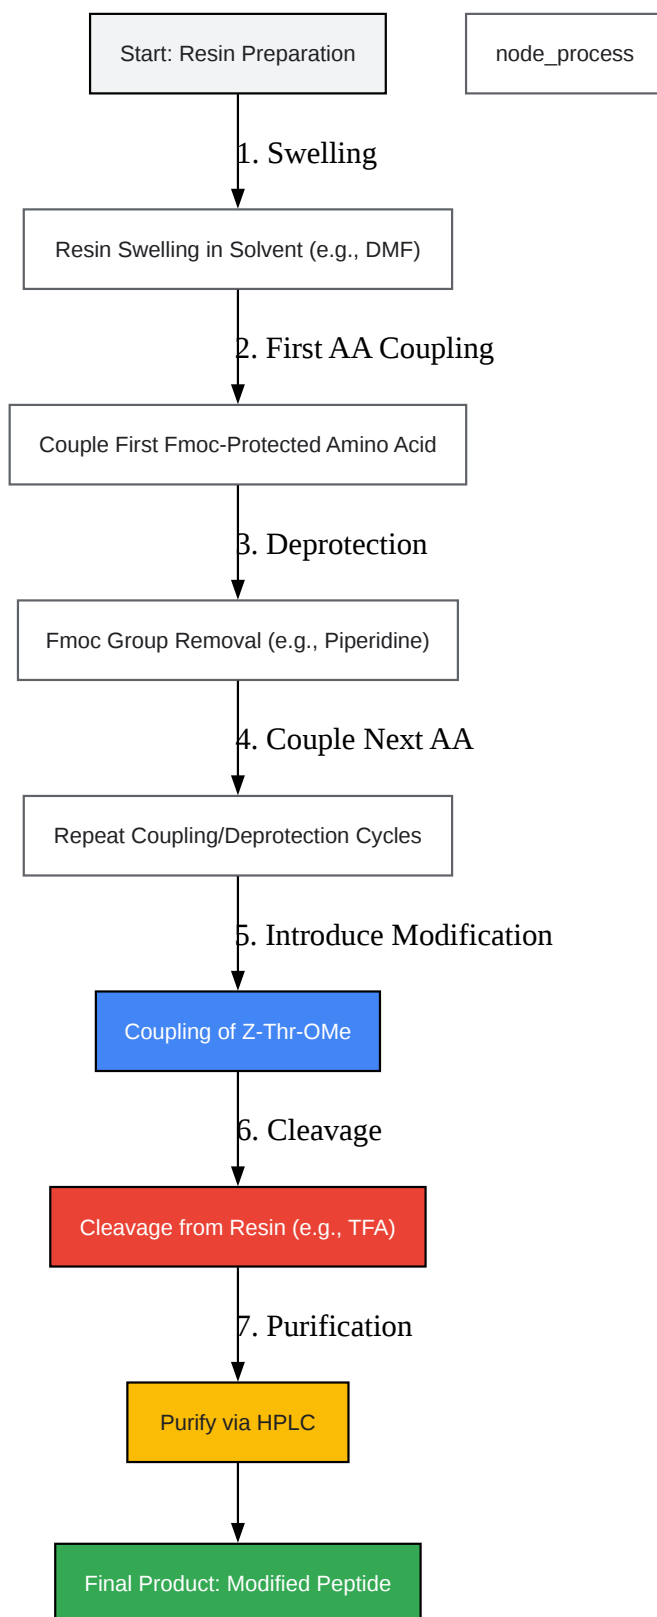 Start: Resin Preparation
node_process
1. Swelling
Resin Swelling in Solvent (e.g., DMF)
2. First AA Coupling
Couple First Fmoc-Protected Amino Acid
3. Deprotection
Fmoc Group Removal (e.g., Piperidine)
4. Couple Next AA
Repeat Coupling/Deprotection Cycles
5. Introduce Modification
Coupling of Z-Thr-OMe
6. Cleavage
Cleavage from Resin (e.g., TFA)
7. Purification
Purify via HPLC
Final Product: Modified Peptide